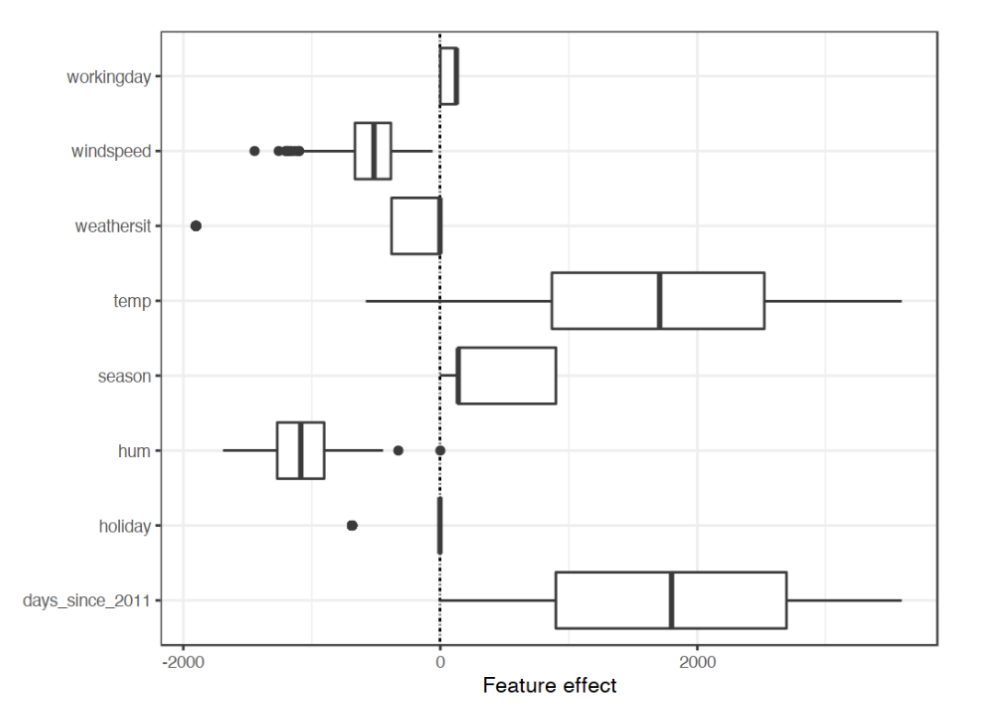 workingday
windspeed
weathersit
temp
season
hum
holiday
days_since_2011
-2000 0 2000
Feature effect